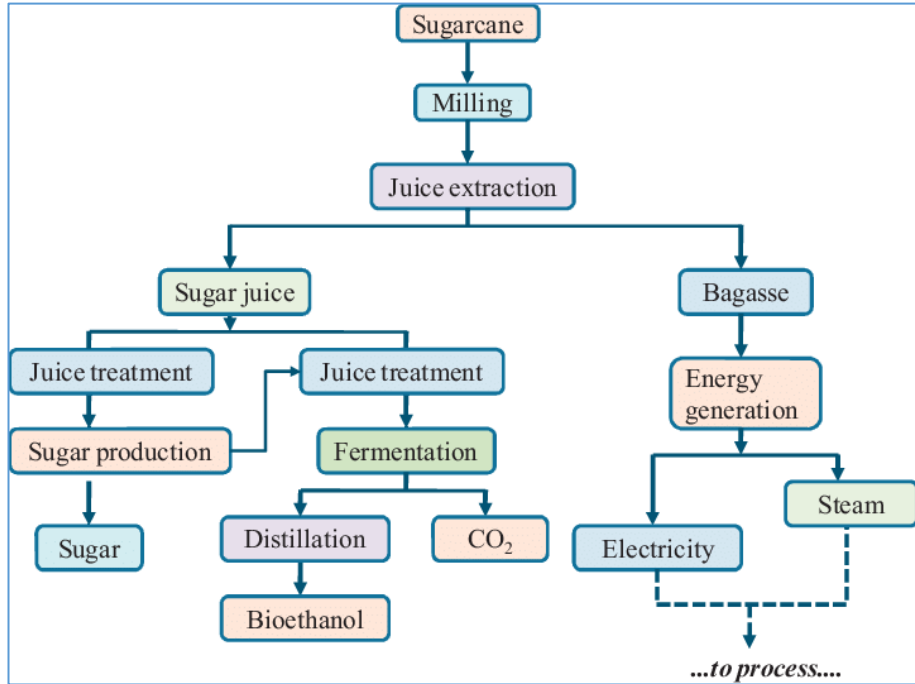 Sugarcane
Milling
Juice extraction
Sugar juice
Bagasse
Juice treatment
Juice treatment
Energy
generation
Sugar production
Fermentation
Steam
Distillation
CO₂
Electricity
Sugar
Bioethanol
...to process....